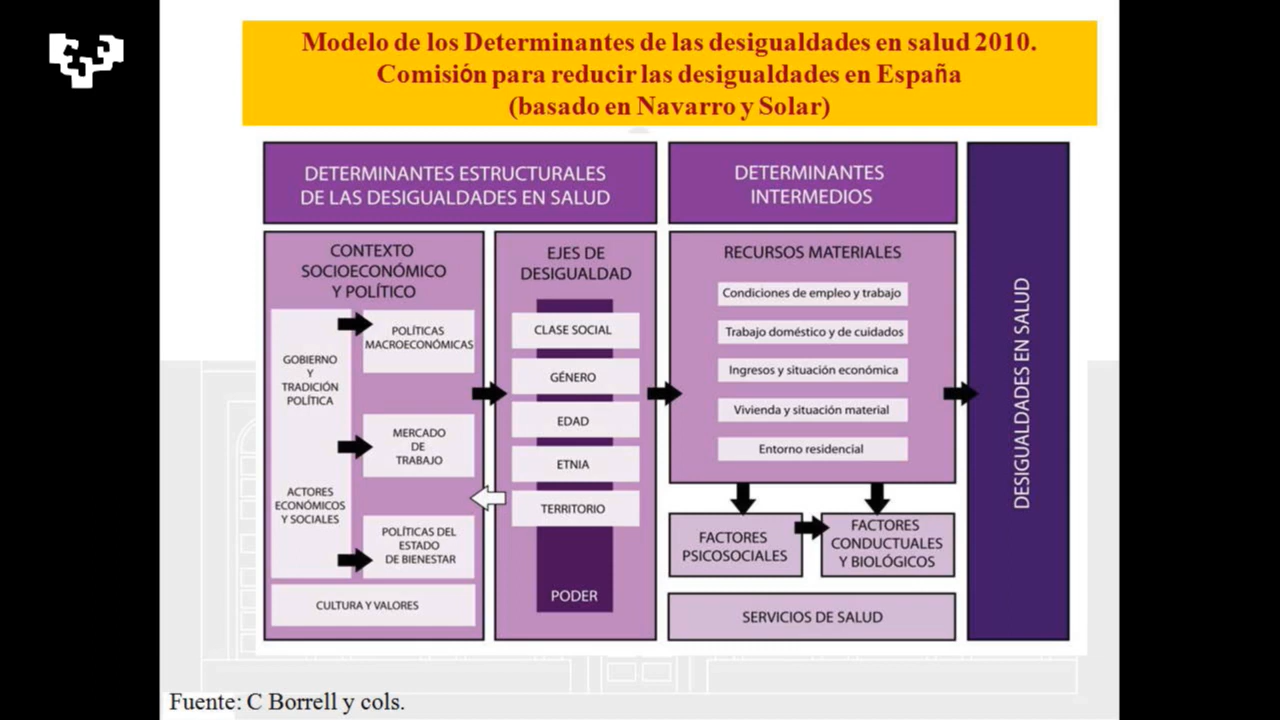 Modelo de los Determinantes de las desigualdades en salud 2010.
Comisión para reducir las desigualdades en España
(basado en Navarro y Solar)
DETERMINANTES ESTRUCTURALES
DE LAS DESIGUALDADES EN SALUD
DETERMINANTES
INTERMEDIOS
CONTEXTO
SOCIOECONÓMICO
Y POLÍTICO
GOBIERNO
Y
TRADICIÓN
POLÍTICA
ACTORES
ECONÓMICOS
Y SOCIALES
POLÍTICAS
MACROECONÓMICAS
MERCADO
DE
TRABAJO
POLÍTICAS DEL
ESTADO
DE BIENESTAR
CULTURA Y VALORES
EJES DE
DESIGUALDAD
CLASE SOCIAL
GÉNERO
EDAD
ETNIA
TERRITORIO
PODER
RECURSOS MATERIALES
Condiciones de empleo y trabajo
Trabajo doméstico y de cuidados
Ingresos y situación económica
Vivienda y situación material
Entorno residencial
FACTORES
PSICOSOCIALES
FACTORES
CONDUCTUALES
Y BIOLÓGICOS
SERVICIOS DE SALUD
DESIGUALDADES EN SALUD
Fuente: C Borrell y cols.